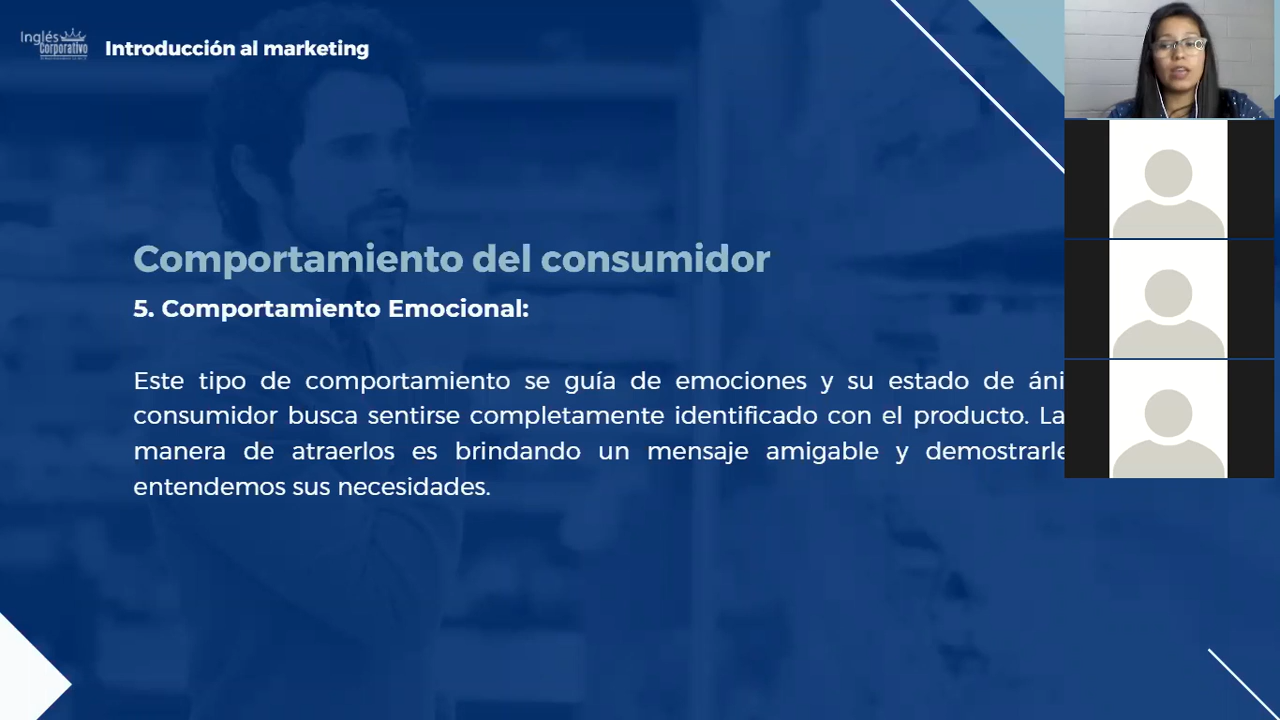 Inglés
Corporativo
Introducción al marketing
Comportamiento del consumidor
5. Comportamiento Emocional:
Este tipo de comportamiento se guía de emociones y su estado de áni
consumidor busca sentirse completamente identificado con el producto. La
manera de atraerlos es brindando un mensaje amigable y demostrarle
entendemos sus necesidades.